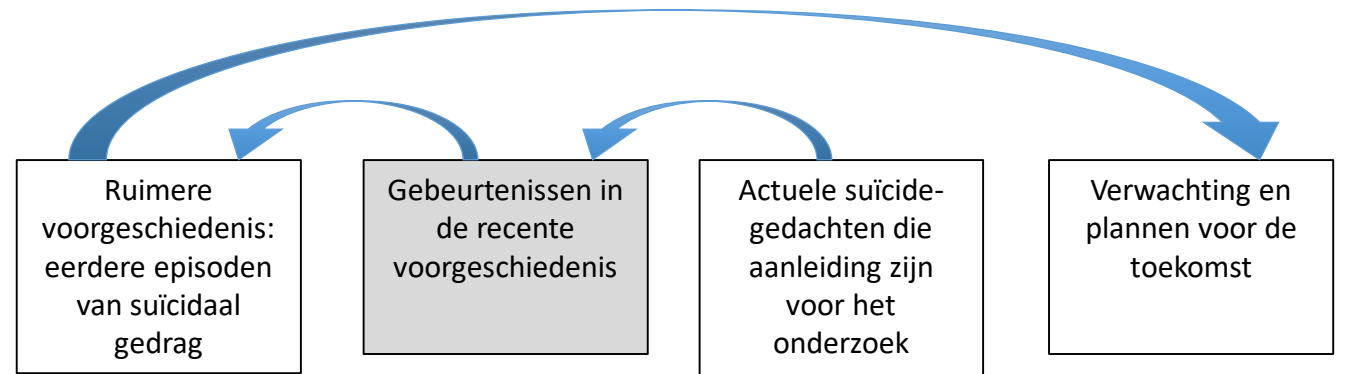 Ruimere
voorgeschiedenis:
eerdere episoden
van suïcidaal
gedrag
Gebeurtenissen in
de recente
voorgeschiedenis
Actuele suïcide-
gedachten die
aanleiding zijn
voor het
onderzoek
Verwachting en
plannen voor de
toekomst